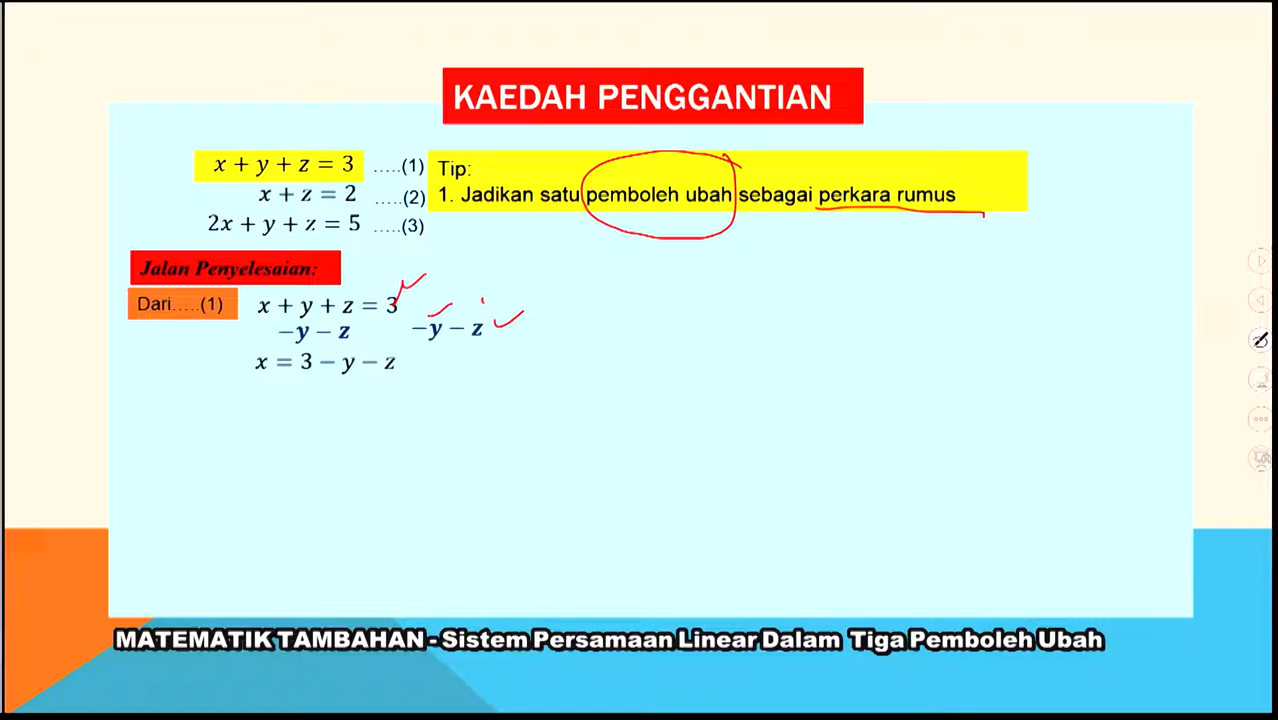 KAEDAH PENGGANTIAN
x + y + z = 3 .....(1)
x + z = 2 .....(2)
2x + y + z = 5 .....(3)
Tip:
1. Jadikan satu pemboleh ubah sebagai perkara rumus
Jalan Penyelesaian:
Dari.....(1) x + y + z = 3
−y − z −y − z
x = 3 − y − z
MATEMATIK TAMBAHAN - Sistem Persamaan Linear Dalam Tiga Pemboleh Ubah